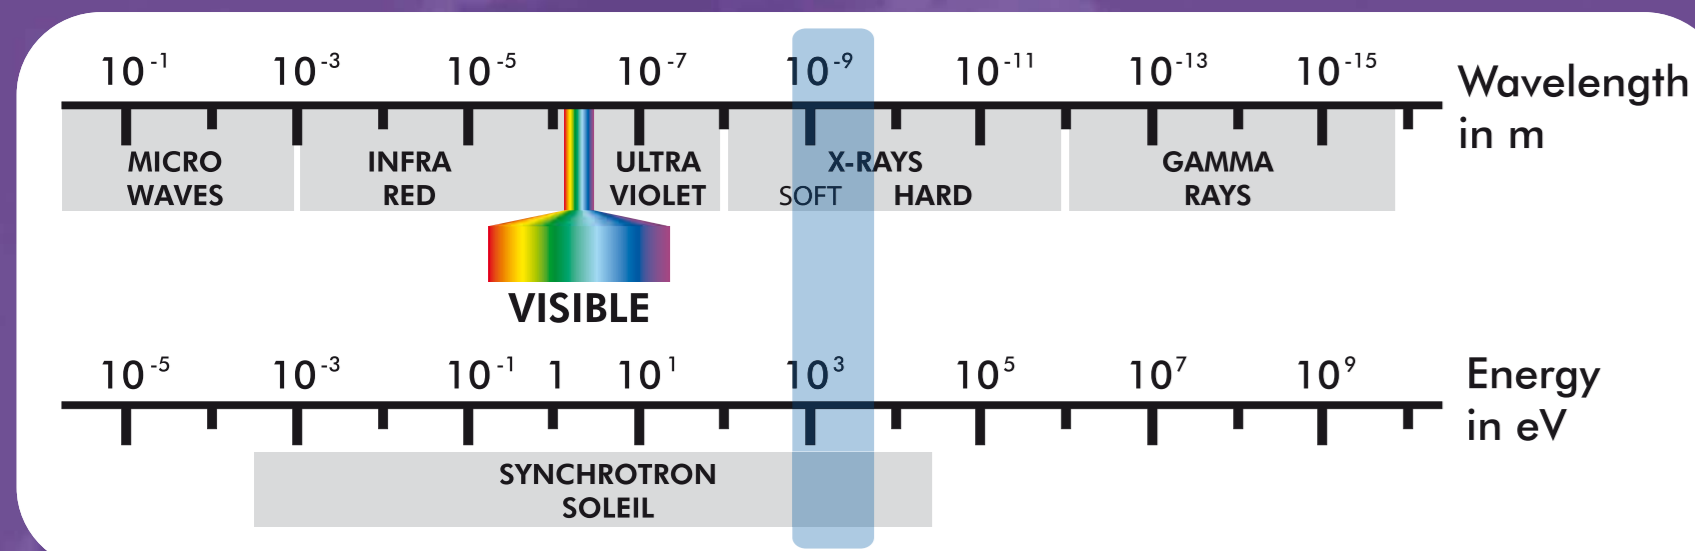 10⁻¹ 10⁻³ 10⁻⁵ 10⁻⁷ 10⁻⁹ 10⁻¹¹ 10⁻¹³ 10⁻¹⁵ Wavelength
in m
MICRO INFRA ULTRA X-RAYS GAMMA
WAVES RED VIOLET SOFT HARD RAYS
VISIBLE
10⁻⁵ 10⁻³ 10⁻¹ 1 10¹ 10³ 10⁵ 10⁷ 10⁹ Energy
in eV
SYNCHROTRON
SOLEIL